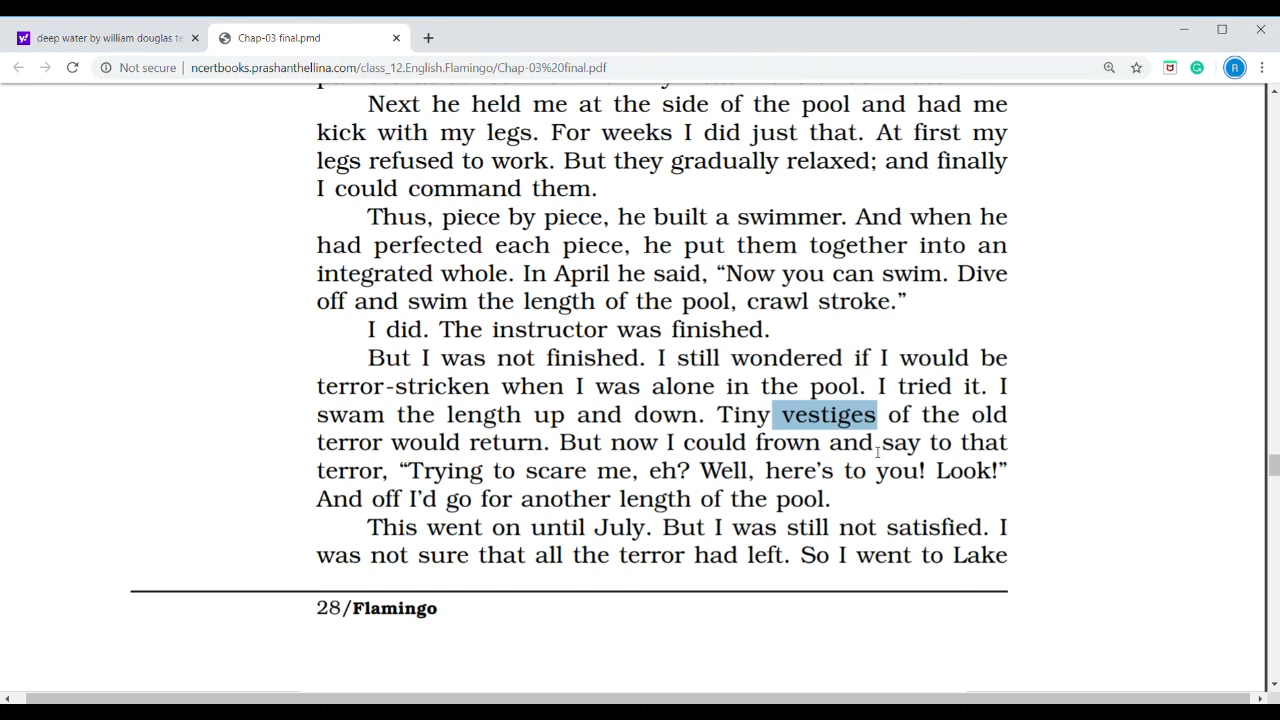 deep water by william douglas te
Chap-03 final.pmd
Not secure | ncertbooks.prashanthellina.com/class_12.English.Flamingo/Chap-03%20final.pdf
R
Next he held me at the side of the pool and had me
kick with my legs. For weeks I did just that. At first my
legs refused to work. But they gradually relaxed; and finally
I could command them.
Thus, piece by piece, he built a swimmer. And when he
had perfected each piece, he put them together into an
integrated whole. In April he said, “Now you can swim. Dive
off and swim the length of the pool, crawl stroke.”
I did. The instructor was finished.
But I was not finished. I still wondered if I would be
terror-stricken when I was alone in the pool. I tried it. I
swam the length up and down. Tiny vestiges of the old
terror would return. But now I could frown and say to that
terror, “Trying to scare me, eh? Well, here’s to you! Look!”
And off I’d go for another length of the pool.
This went on until July. But I was still not satisfied. I
was not sure that all the terror had left. So I went to Lake
28/Flamingo